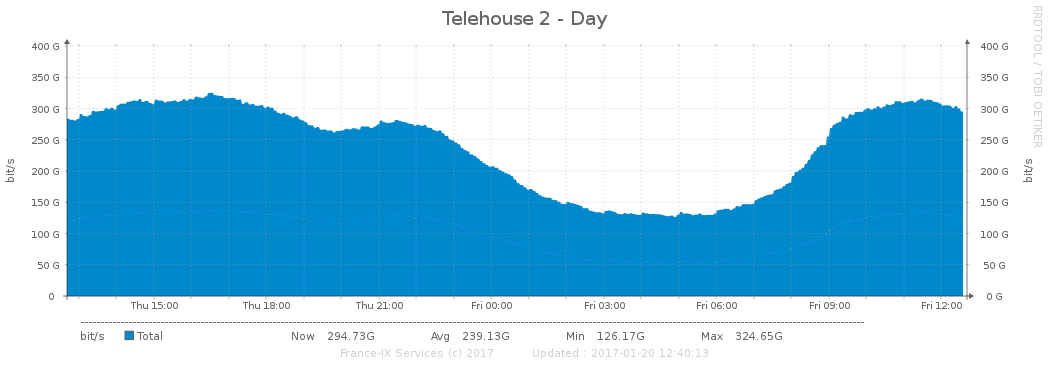 Telehouse 2 - Day
RRDTOOL / TOBI OETIKER
400 G 400 G
350 G 350 G
300 G 300 G
250 G 250 G
200 G 200 G
150 G 150 G
100 G 100 G
50 G 50 G
0 0 G
bit/s bit/s
Thu 15:00 Thu 18:00 Thu 21:00 Fri 00:00 Fri 03:00 Fri 06:00 Fri 09:00 Fri 12:00
bit/s Total Now 294.73G Avg 239.13G Min 126.17G Max 324.65G
France-IX Services (c) 2017 Updated : 2017-01-20 12:40:13